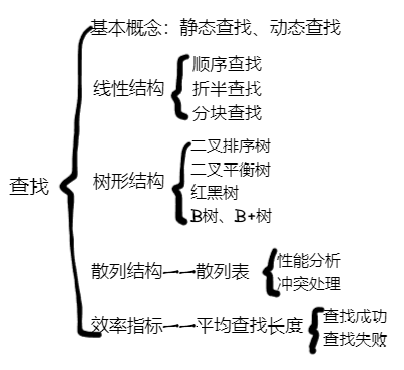 基本概念：静态查找、动态查找
线性结构
顺序查找
折半查找
分块查找
查找
树形结构
二叉排序树
二叉平衡树
红黑树
B树、B+树
散列结构——散列表
性能分析
冲突处理
效率指标——平均查找长度
查找成功
查找失败